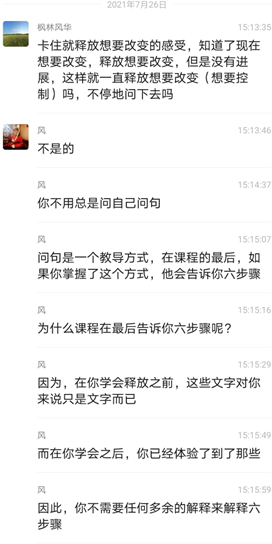 2021年7月26日
枫林风华 15:13:35
卡住就释放想要改变的感受，知道了现在
想要改变，释放想要改变，但是没有进
展，这样就一直释放想要改变（想要控
制）吗，不停地问下去吗
风 15:13:46
不是的
风 15:14:37
你不用总是问自己问句
风 15:15:07
问句是一个教导方式，在课程的最后，如
果你掌握了这个方式，他会告诉你六步骤
风 15:15:16
为什么课程在最后告诉你六步骤呢？
风 15:15:29
因为，在你学会释放之前，这些文字对你
来说只是文字而已
风 15:15:49
而在你学会之后，你已经体验了到了那些
风 15:15:59
因此，你不需要任何多余的解释来解释六
步骤